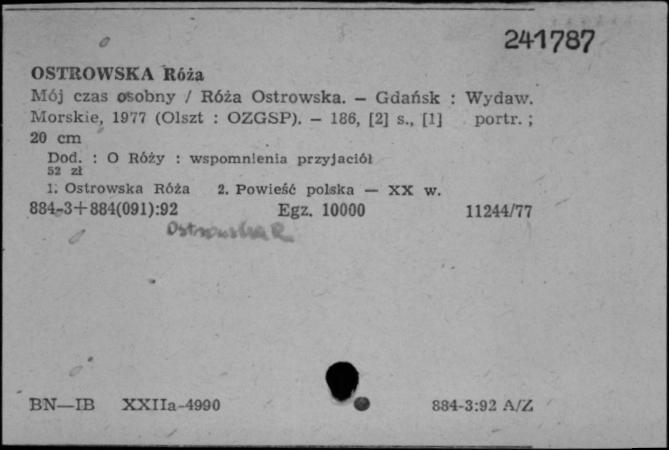 241787
OSTROWSKA Róża
Mój czas osobny / Róża Ostrowska. — Gdańsk : Wydaw.
Morskie, 1977 (Olszt : OZGSP). — 186, [2] s., [1] portr. ;
20 cm
Dod. : O Róży : wspomnienia przyjaciół
52 zł
1. Ostrowska Róża 2. Powieść polska — XX w.
884-3+884(091):92 Egz. 10000 11244/77
Ostrowska R.
BN—IB XXIIa-4990 884-3:92 A/Z